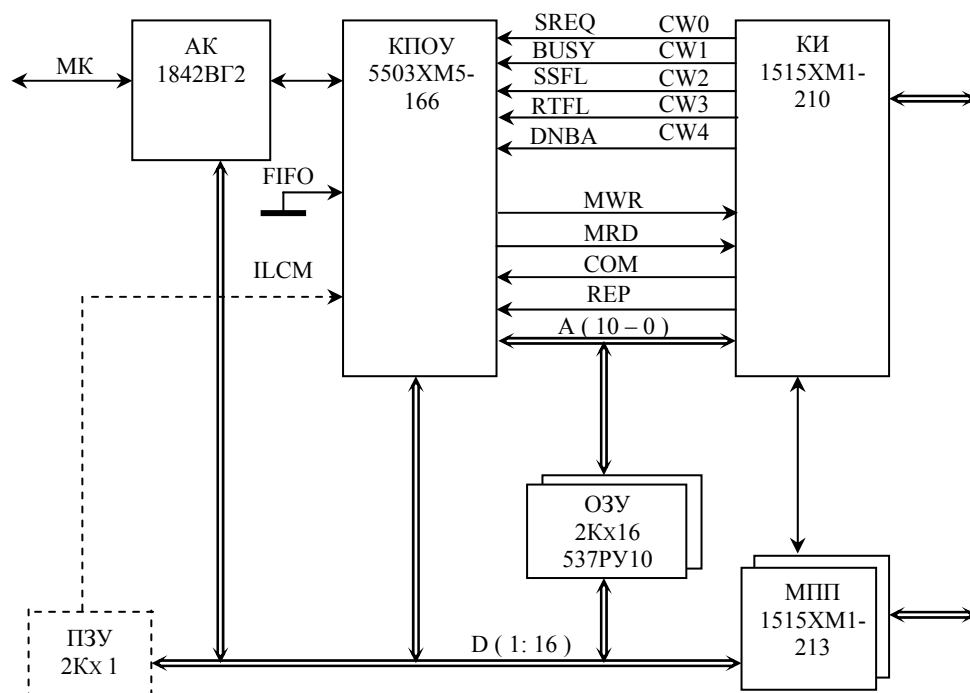 МК
АК
1842ВГ2
КПОУ
5503ХМ5-
166
SREQ CW0
BUSY CW1
SSFL CW2
RTFL CW3
DNBA CW4
КИ
1515ХМ1-
210
FIFO
MWR
MRD
ILCM
COM
REP
A ( 10 – 0 )
ОЗУ
2Кх16
537РУ10
МПП
1515ХМ1-
213
ПЗУ
2Кх 1
D ( 1: 16 )